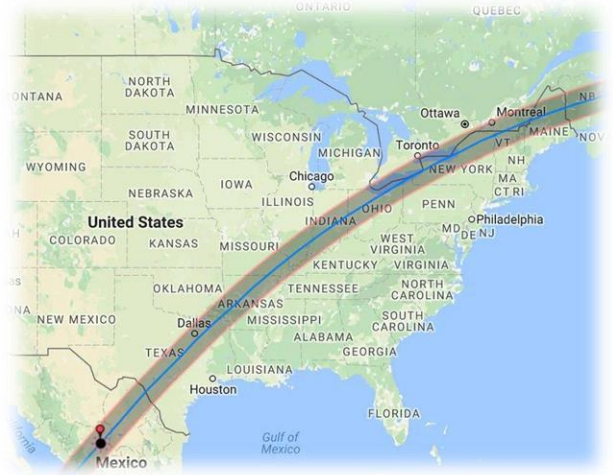 ONTARIO
QUEBEC
NORTH
DAKOTA
ONTANA
MINNESOTA
Ottawa
Montreal
NB
SOUTH
DAKOTA
WISCONSIN
MICHIGAN
Toronto
VT
MAINE
NOV
WYOMING
Chicago
NEW YORK
NH
MA
CT RI
IOWA
NEBRASKA
ILLINOIS
INDIANA
OHIO
PENN
Philadelphia
United States
MD DE NJ
COLORADO
KANSAS
MISSOURI
WEST
VIRGINIA
KENTUCKY
VIRGINIA
OKLAHOMA
TENNESSEE
NORTH
CAROLINA
ARKANSAS
NEW MEXICO
Dallas
MISSISSIPPI
SOUTH
CAROLINA
ALABAMA
TEXAS
GEORGIA
LOUISIANA
Houston
FLORIDA
Gulf of
Mexico
Mexico